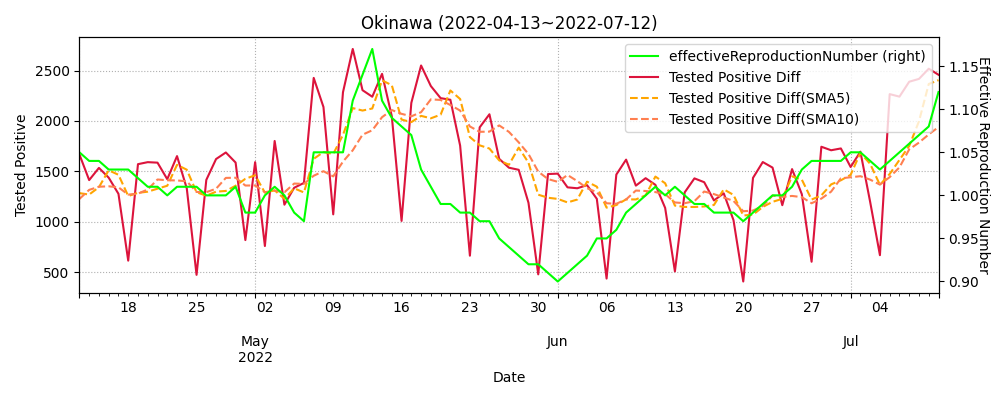 Okinawa (2022-04-13~2022-07-12)
effectiveReproductionNumber (right)
Tested Positive Diff
Tested Positive Diff(SMA5)
Tested Positive Diff(SMA10)
Tested Positive
2500
2000
1500
1000
500
Effective Reproduction Number
1.15
1.10
1.05
1.00
0.95
0.90
18 25 02 09 16 23 30 06 13 20 27 04
May Jun Jul
2022
Date